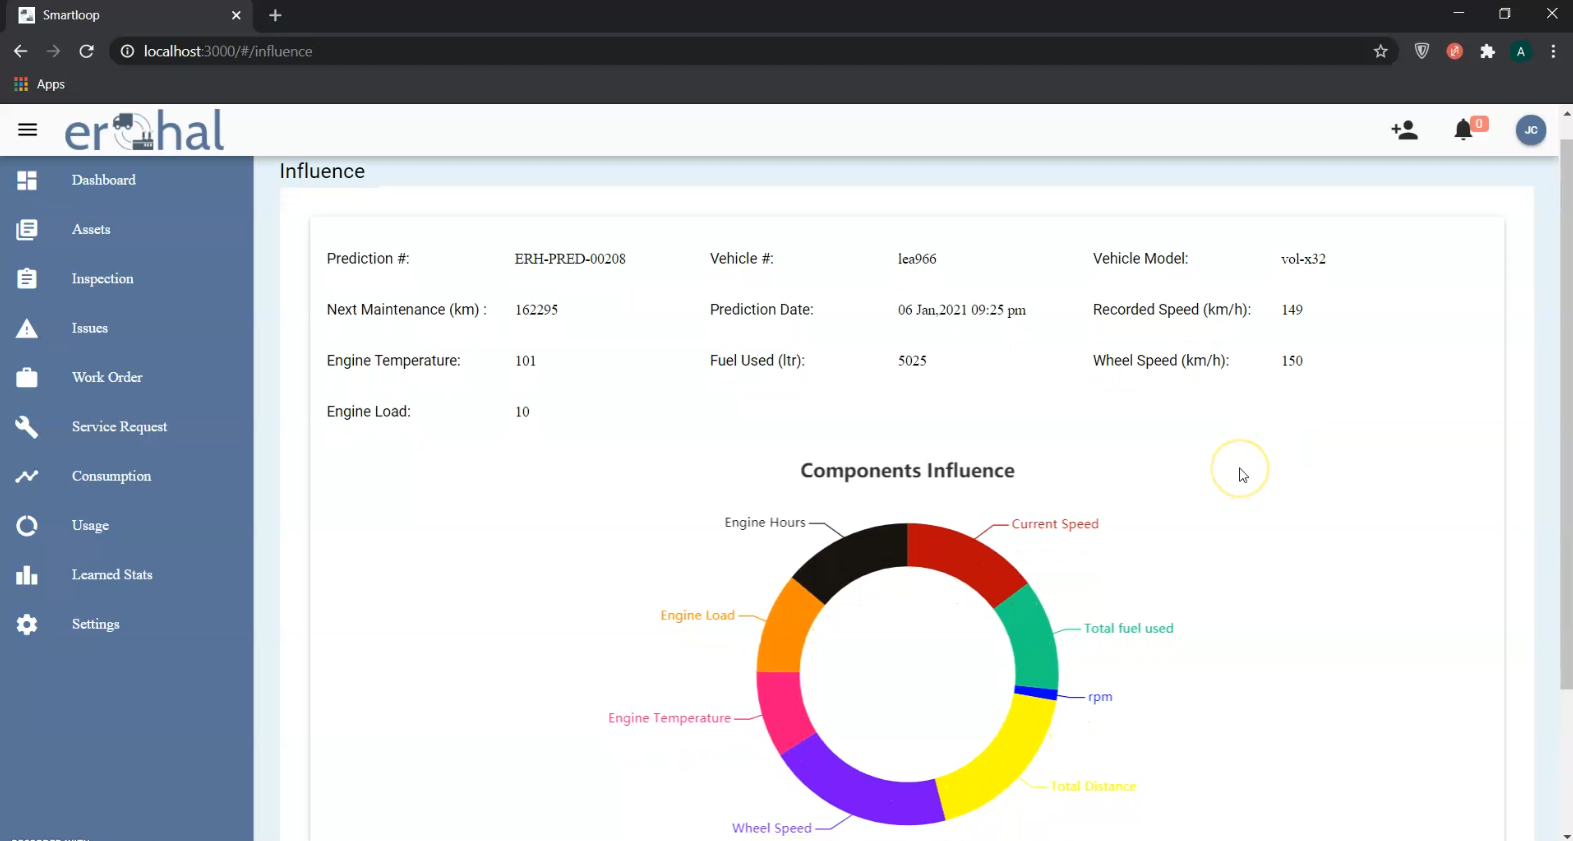 Smartloop
localhost:3000/#/influence
Apps
erohal
0
JC
Influence
Dashboard
Assets
Inspection
Issues
Work Order
Service Request
Consumption
Usage
Learned Stats
Settings
Prediction #: ERH-PRED-00208 Vehicle #: lea966 Vehicle Model: vol-x32
Next Maintenance (km) : 162295 Prediction Date: 06 Jan,2021 09:25 pm Recorded Speed (km/h): 149
Engine Temperature: 101 Fuel Used (ltr): 5025 Wheel Speed (km/h): 150
Engine Load: 10
Components Influence
Engine Hours
Current Speed
Engine Load
Total fuel used
rpm
Engine Temperature
Total Distance
Wheel Speed
A